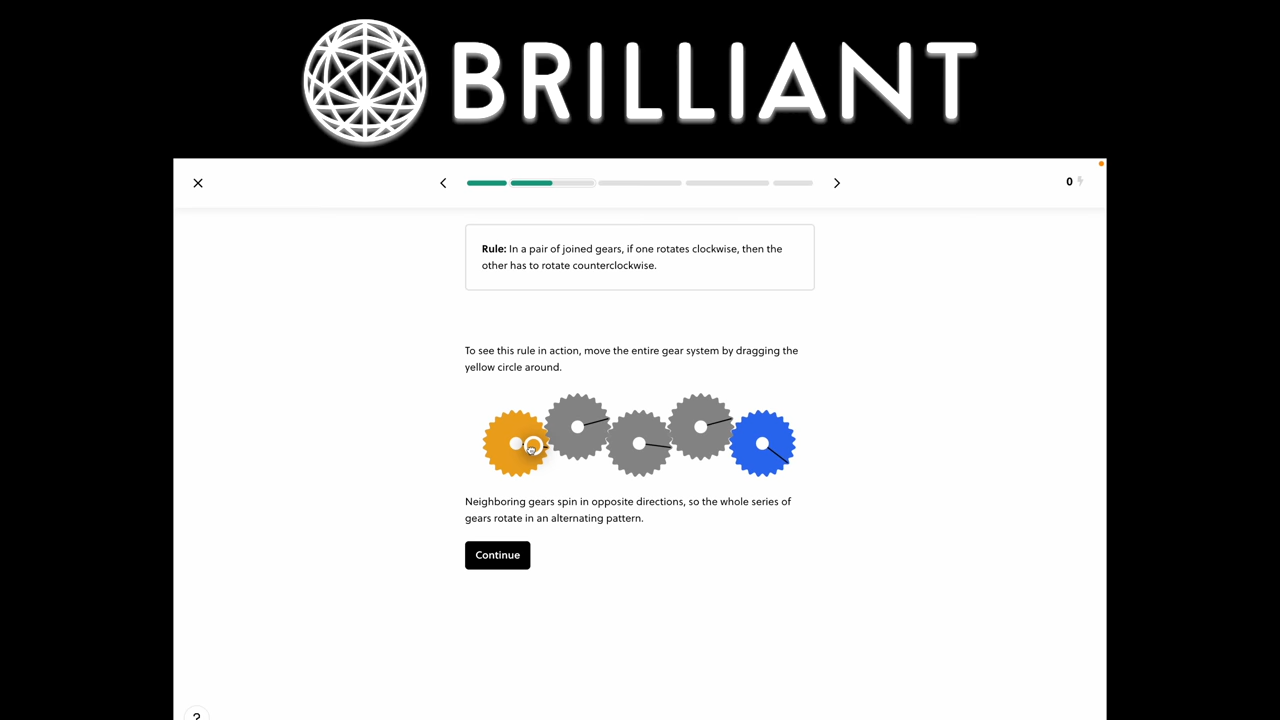 BRILLIANT
0
Rule: In a pair of joined gears, if one rotates clockwise, then the
other has to rotate counterclockwise.
To see this rule in action, move the entire gear system by dragging the
yellow circle around.
Neighboring gears spin in opposite directions, so the whole series of
gears rotate in an alternating pattern.
Continue
?